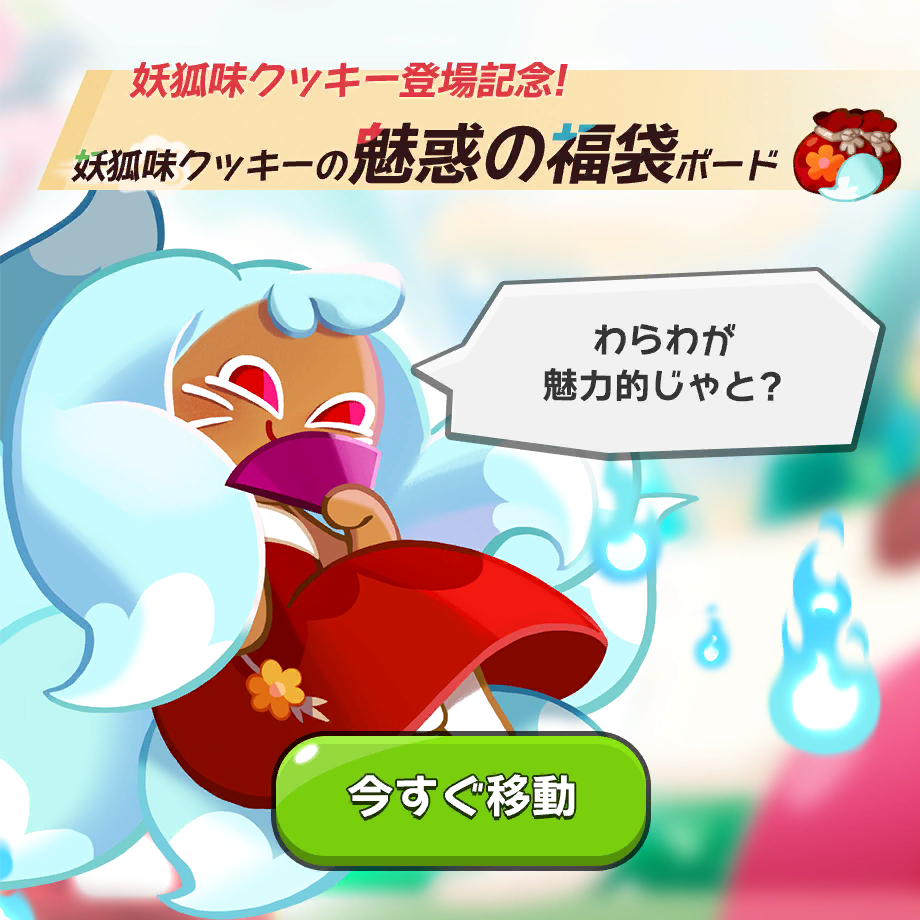 妖狐味クッキー登場記念!
妖狐味クッキーの魅惑の福袋ボード
わらわが
魅力的じゃと?
今すぐ移動